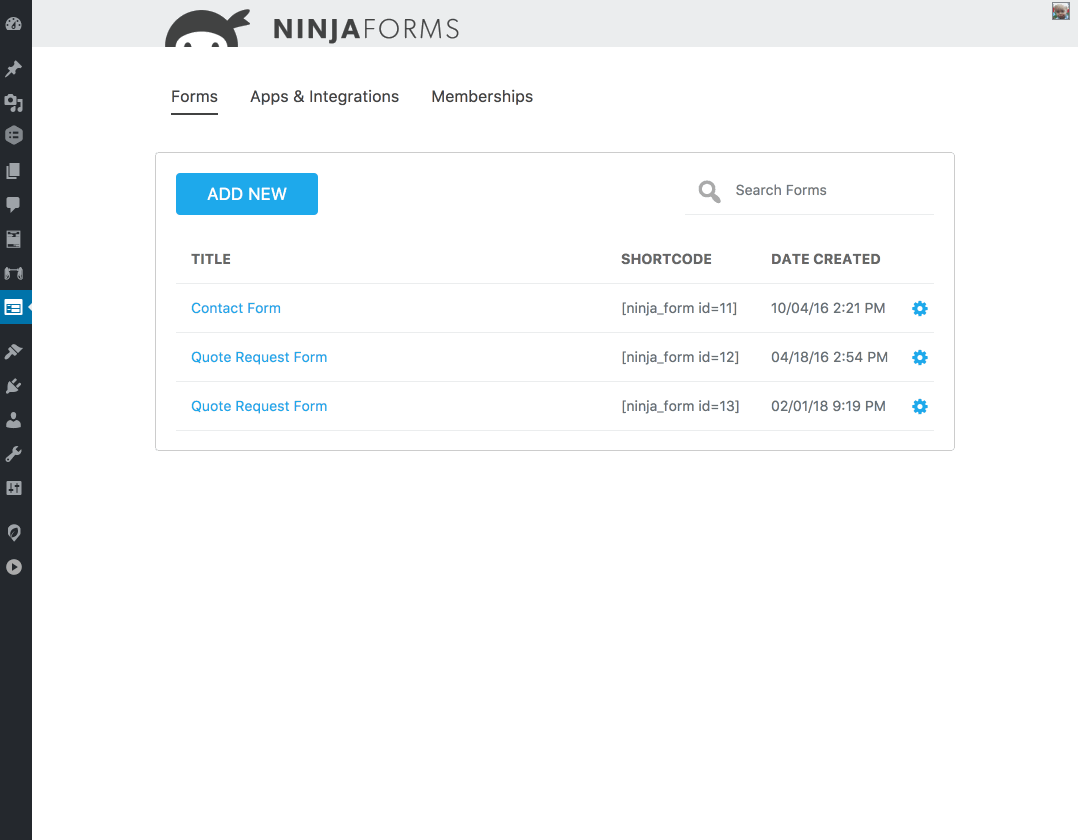 NINJAFORMS
Forms Apps & Integrations Memberships
ADD NEW Search Forms
TITLE SHORTCODE DATE CREATED
Contact Form [ninja_form id=11] 10/04/16 2:21 PM
Quote Request Form [ninja_form id=12] 04/18/16 2:54 PM
Quote Request Form [ninja_form id=13] 02/01/18 9:19 PM